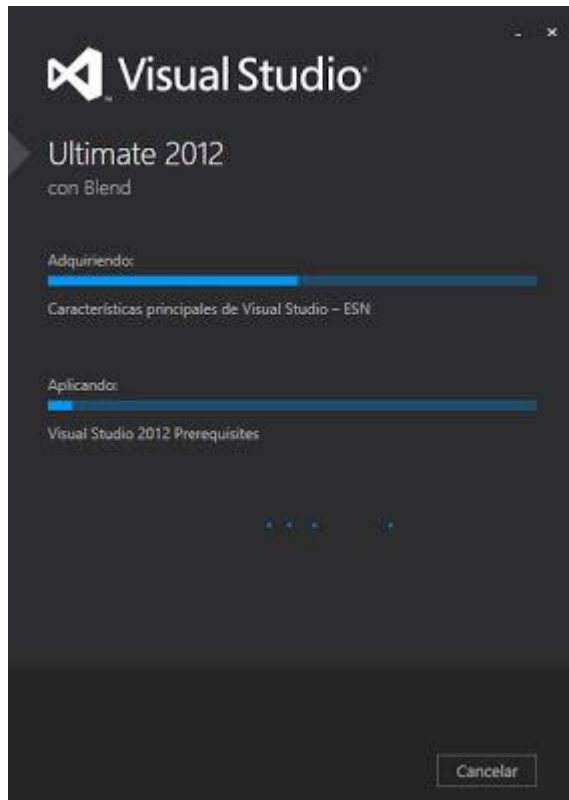 Visual Studio
Ultimate 2012
con Blend
Adquiriendo:
Características principales de Visual Studio – ESN
Aplicando:
Visual Studio 2012 Prerequisites
Cancelar